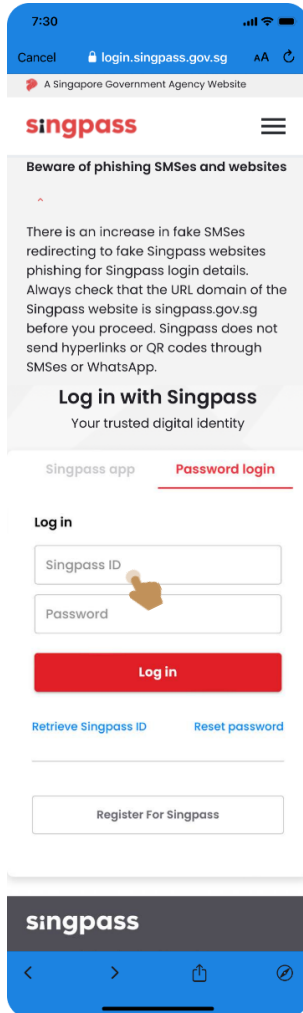 7:30
Cancel login.singpass.gov.sg AA
A Singapore Government Agency Website
singpass
Beware of phishing SMSes and websites
There is an increase in fake SMSes
redirecting to fake Singpass websites
phishing for Singpass login details.
Always check that the URL domain of the
Singpass website is singpass.gov.sg
before you proceed. Singpass does not
send hyperlinks or QR codes through
SMSes or WhatsApp.
Log in with Singpass
Your trusted digital identity
Singpass app Password login
Log in
Singpass ID
Password
Log in
Retrieve Singpass ID Reset password
Register For Singpass
singpass